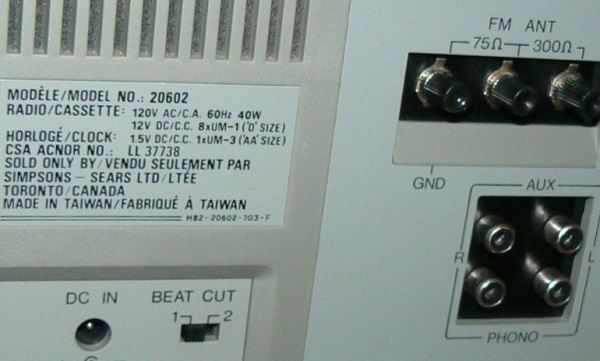 MODÈLE/MODEL NO.: 20602
RADIO/CASSETTE: 120V AC/C.A. 60Hz 40W
12V DC/C.C. 8xUM-1 ('D' SIZE)
HORLOGE/CLOCK: 1.5V DC/C.C. 1xUM-3 ('AA' SIZE)
CSA ACNOR NO.: LL 37738
SOLD ONLY BY/VENDU SEULEMENT PAR
SIMPSONS - SEARS LTD/LTÉE
TORONTO/CANADA
MADE IN TAIWAN/FABRIQUÉ À TAIWAN
HB2-20602-703-F
DC IN
BEAT CUT
1 2
FM ANT
75Ω 300Ω
GND
AUX
R L
PHONO